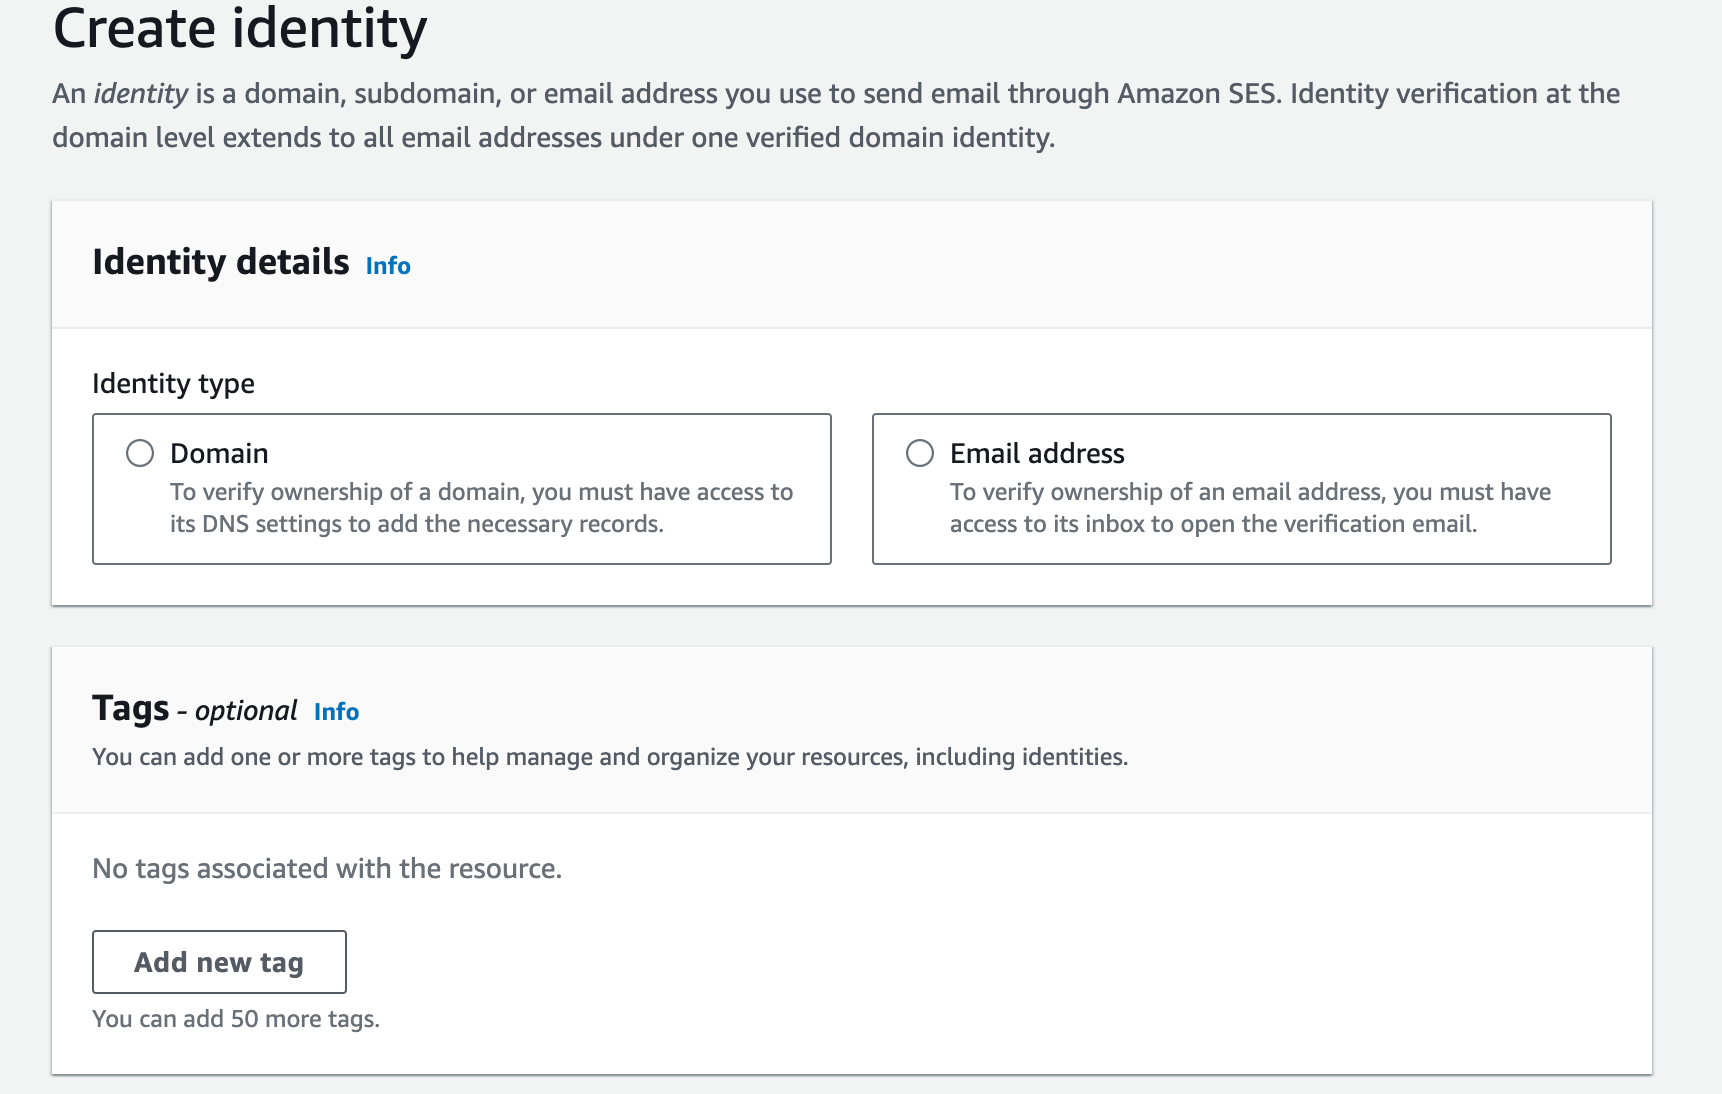 Create identity
An identity is a domain, subdomain, or email address you use to send email through Amazon SES. Identity verification at the
domain level extends to all email addresses under one verified domain identity.
Identity details Info
Identity type
Domain
To verify ownership of a domain, you must have access to
its DNS settings to add the necessary records.
Email address
To verify ownership of an email address, you must have
access to its inbox to open the verification email.
Tags - optional Info
You can add one or more tags to help manage and organize your resources, including identities.
No tags associated with the resource.
Add new tag
You can add 50 more tags.